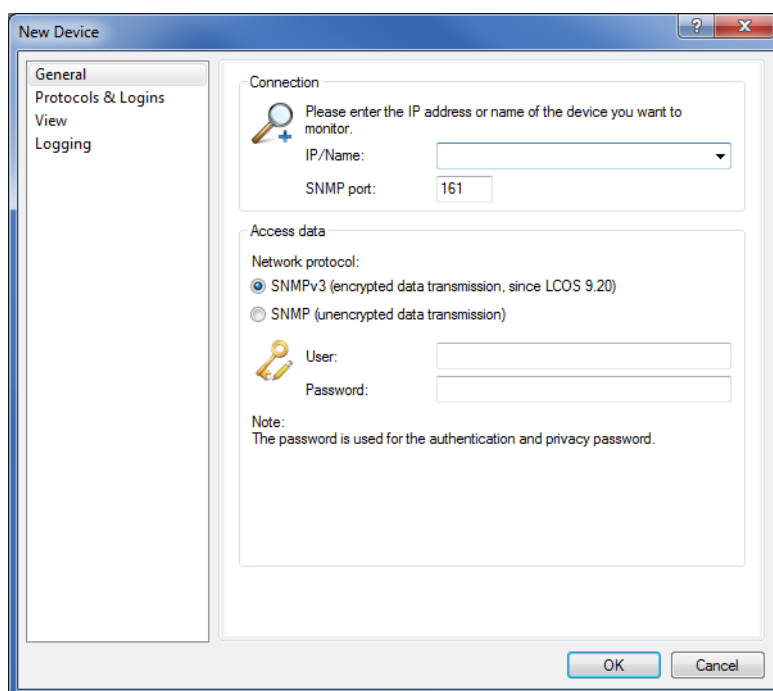 New Device
General
Protocols & Logins
View
Logging
Connection
Please enter the IP address or name of the device you want to
monitor.
IP/Name:
SNMP port: 161
Access data
Network protocol:
SNMPv3 (encrypted data transmission, since LCOS 9.20)
SNMP (unencrypted data transmission)
User:
Password:
Note:
The password is used for the authentication and privacy password.
OK Cancel